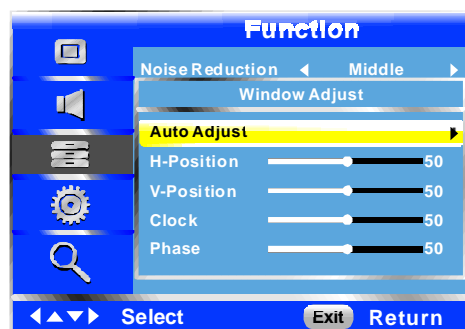 Function
Noise Reduction Middle
Window Adjust
Auto Adjust
H-Position 50
V-Position 50
Clock 50
Phase 50
Select Exit Return